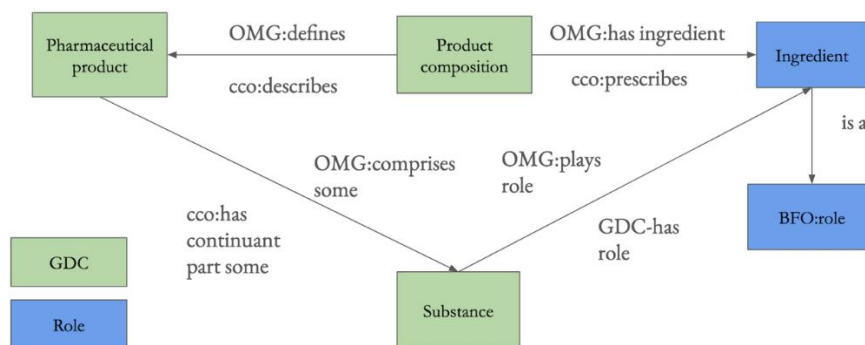 OMG:defines
OMG:has ingredient
Pharmaceutical
product
Product
composition
Ingredient
cco:describes
cco:prescribes
is a
OMG:comprises
some
OMG:plays
role
cco:has
continuant
part some
GDC-has
role
BFO:role
GDC
Substance
Role